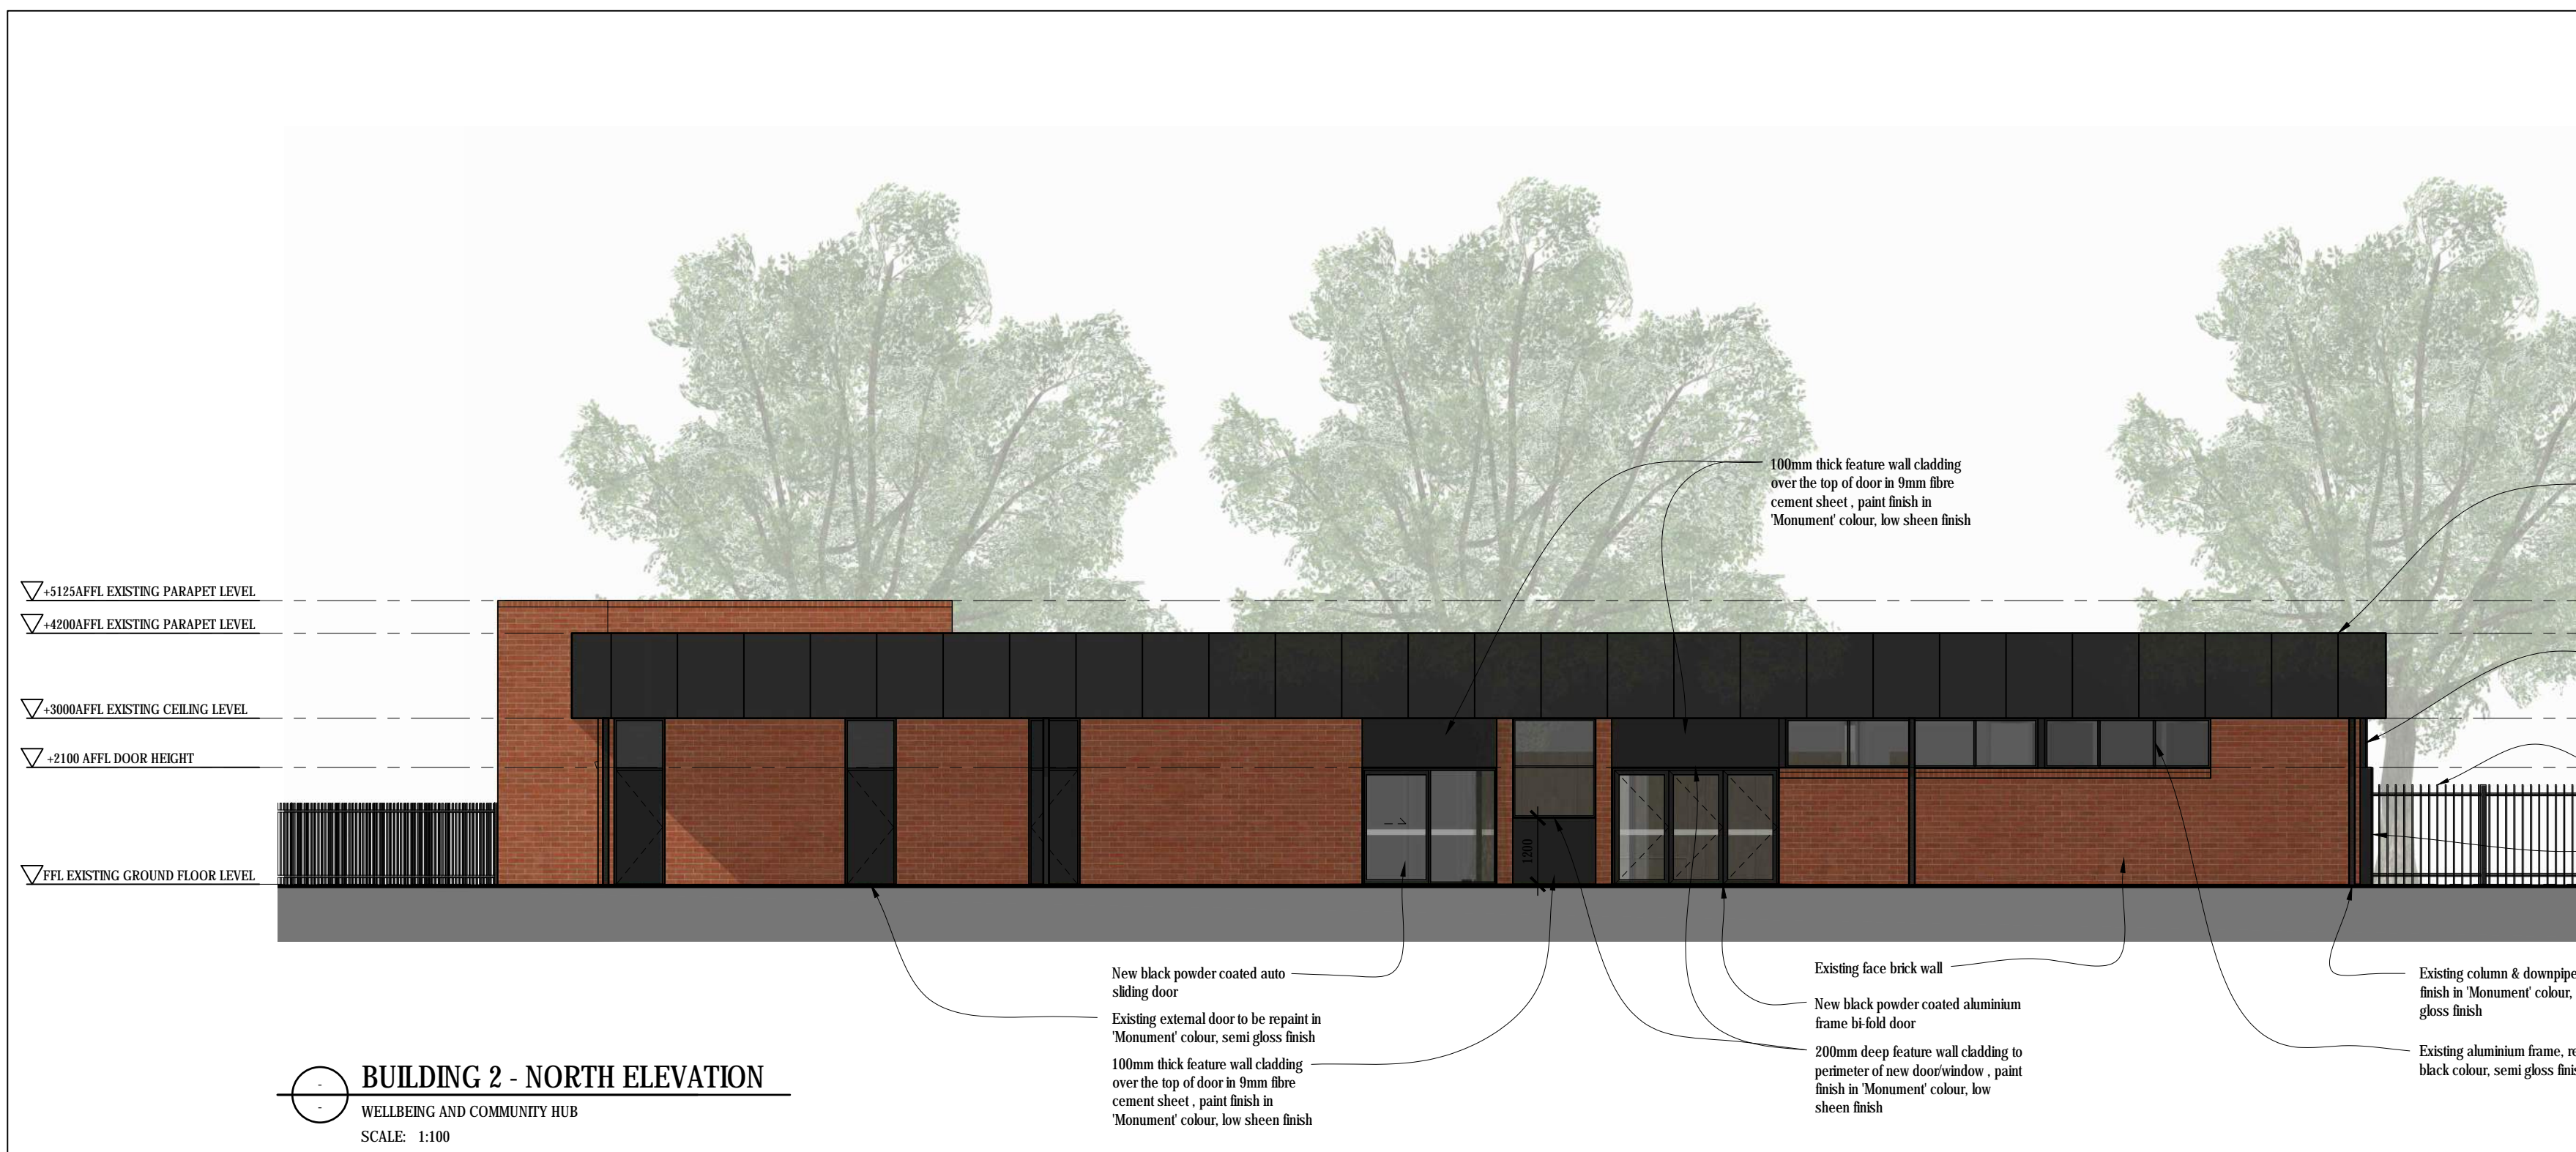 100mm thick feature wall cladding
over the top of door in 9mm fibre
cement sheet , paint finish in
'Monument' colour, low sheen finish
+5125AFFL EXISTING PARAPET LEVEL
+4200AFFL EXISTING PARAPET LEVEL
+3000AFFL EXISTING CEILING LEVEL
+2100 AFFL DOOR HEIGHT
FFL EXISTING GROUND FLOOR LEVEL
1200
New black powder coated auto
sliding door
Existing external door to be repaint in
'Monument' colour, semi gloss finish
100mm thick feature wall cladding
over the top of door in 9mm fibre
cement sheet , paint finish in
'Monument' colour, low sheen finish
Existing face brick wall
New black powder coated aluminium
frame bi-fold door
200mm deep feature wall cladding to
perimeter of new door/window , paint
finish in 'Monument' colour, low
sheen finish
Existing column & downpipe
finish in 'Monument' colour,
gloss finish
Existing aluminium frame,
black colour, semi gloss
-
-
BUILDING 2 - NORTH ELEVATION
WELLBEING AND COMMUNITY HUB
SCALE: 1:100